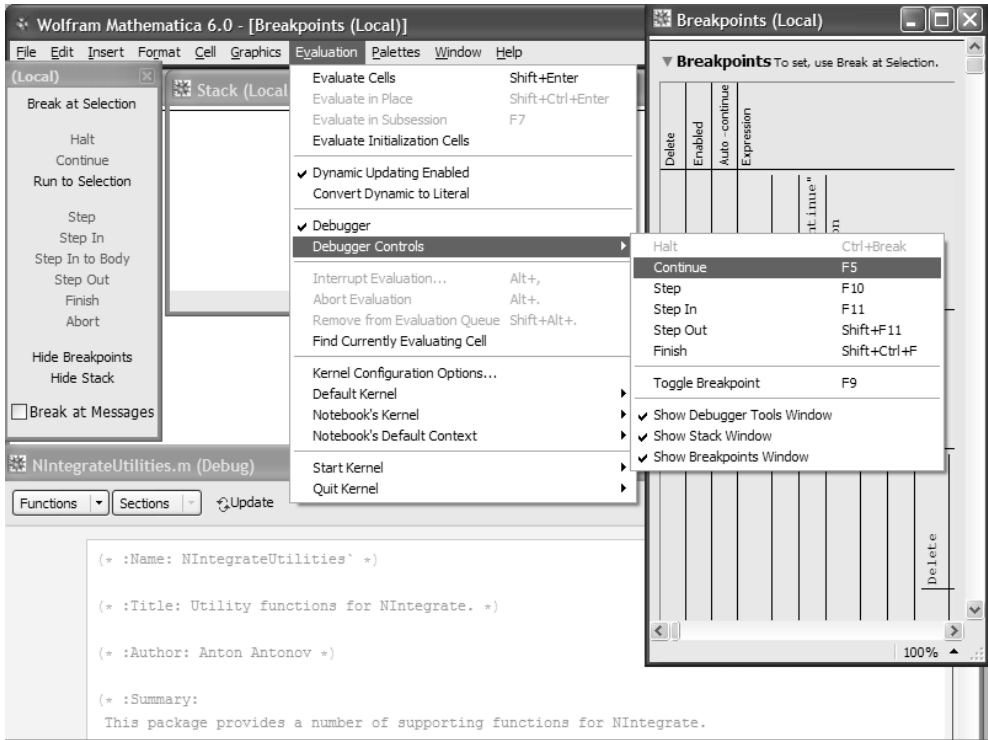 Wolfram Mathematica 6.0 - [Breakpoints (Local)]
File Edit Insert Format Cell Graphics Evaluation Palettes Window Help
(Local)
Break at Selection
Halt
Continue
Run to Selection
Step
Step In
Step In to Body
Step Out
Finish
Abort
Hide Breakpoints
Hide Stack
Break at Messages
Stack (Local
Evaluate Cells Shift+Enter
Evaluate in Place Shift+Ctrl+Enter
Evaluate in Subsession F7
Evaluate Initialization Cells
Dynamic Updating Enabled
Convert Dynamic to Literal
Debugger
Debugger Controls
Interrupt Evaluation... Alt+,
Abort Evaluation Alt+.
Remove from Evaluation Queue Shift+Alt+.
Find Currently Evaluating Cell
Kernel Configuration Options...
Default Kernel
Notebook's Kernel
Notebook's Default Context
Start Kernel
Quit Kernel
Halt Ctrl+Break
Continue F5
Step F10
Step In F11
Step Out Shift+F11
Finish Shift+Ctrl+F
Toggle Breakpoint F9
Show Debugger Tools Window
Show Stack Window
Show Breakpoints Window
Breakpoints (Local)
Breakpoints To set, use Break at Selection.
Delete
Enabled
Auto-continue
Expression
tinue"
on
Delete
100%
NIntegrateUtilities.m (Debug)
Functions Sections Update
(* :Name: NIntegrateUtilities` *)
(* :Title: Utility functions for NIntegrate. *)
(* :Author: Anton Antonov *)
(* :Summary:
This package provides a number of supporting functions for NIntegrate.